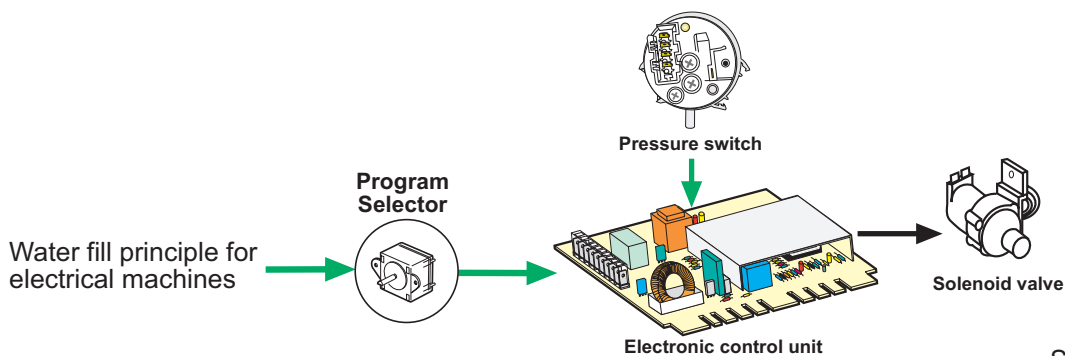 Pressure switch
Program
Selector
Water fill principle for
electrical machines
Solenoid valve
Electronic control unit